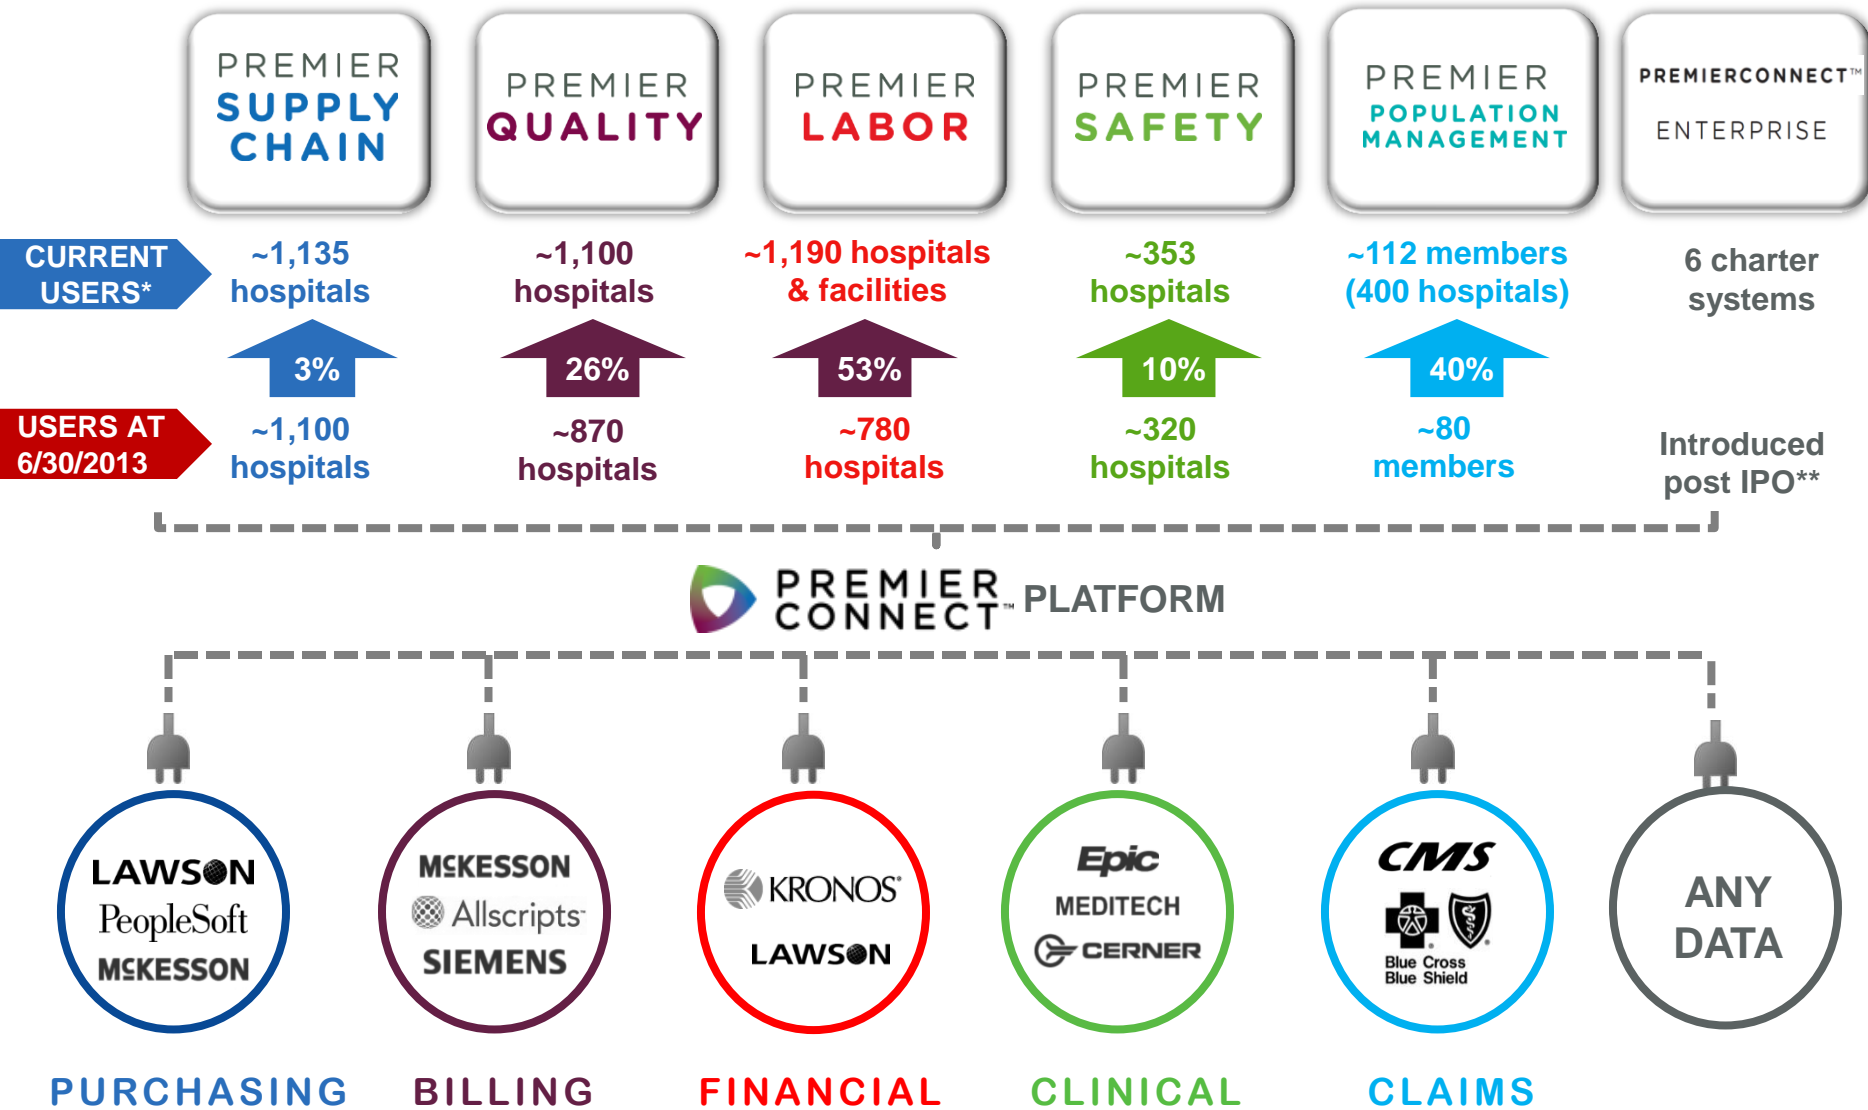 PREMIER
SUPPLY
CHAIN
PREMIER
QUALITY
PREMIER
LABOR
PREMIER
SAFETY
PREMIER
POPULATION
MANAGEMENT
PREMIERCONNECT™
ENTERPRISE
CURRENT
USERS*
~1,135
hospitals
~1,100
hospitals
~1,190 hospitals
& facilities
~353
hospitals
~112 members
(400 hospitals)
6 charter
systems
3%
26%
53%
10%
40%
USERS AT
6/30/2013
~1,100
hospitals
~870
hospitals
~780
hospitals
~320
hospitals
~80
members
Introduced
post IPO**
PREMIER
CONNECT™ PLATFORM
LAWSON
PeopleSoft
MCKESSON
MCKESSON
Allscripts
SIEMENS
KRONOS®
LAWSON
Epic
MEDITECH
CERNER
CMS
Blue Cross
Blue Shield
ANY
DATA
PURCHASING
BILLING
FINANCIAL
CLINICAL
CLAIMS